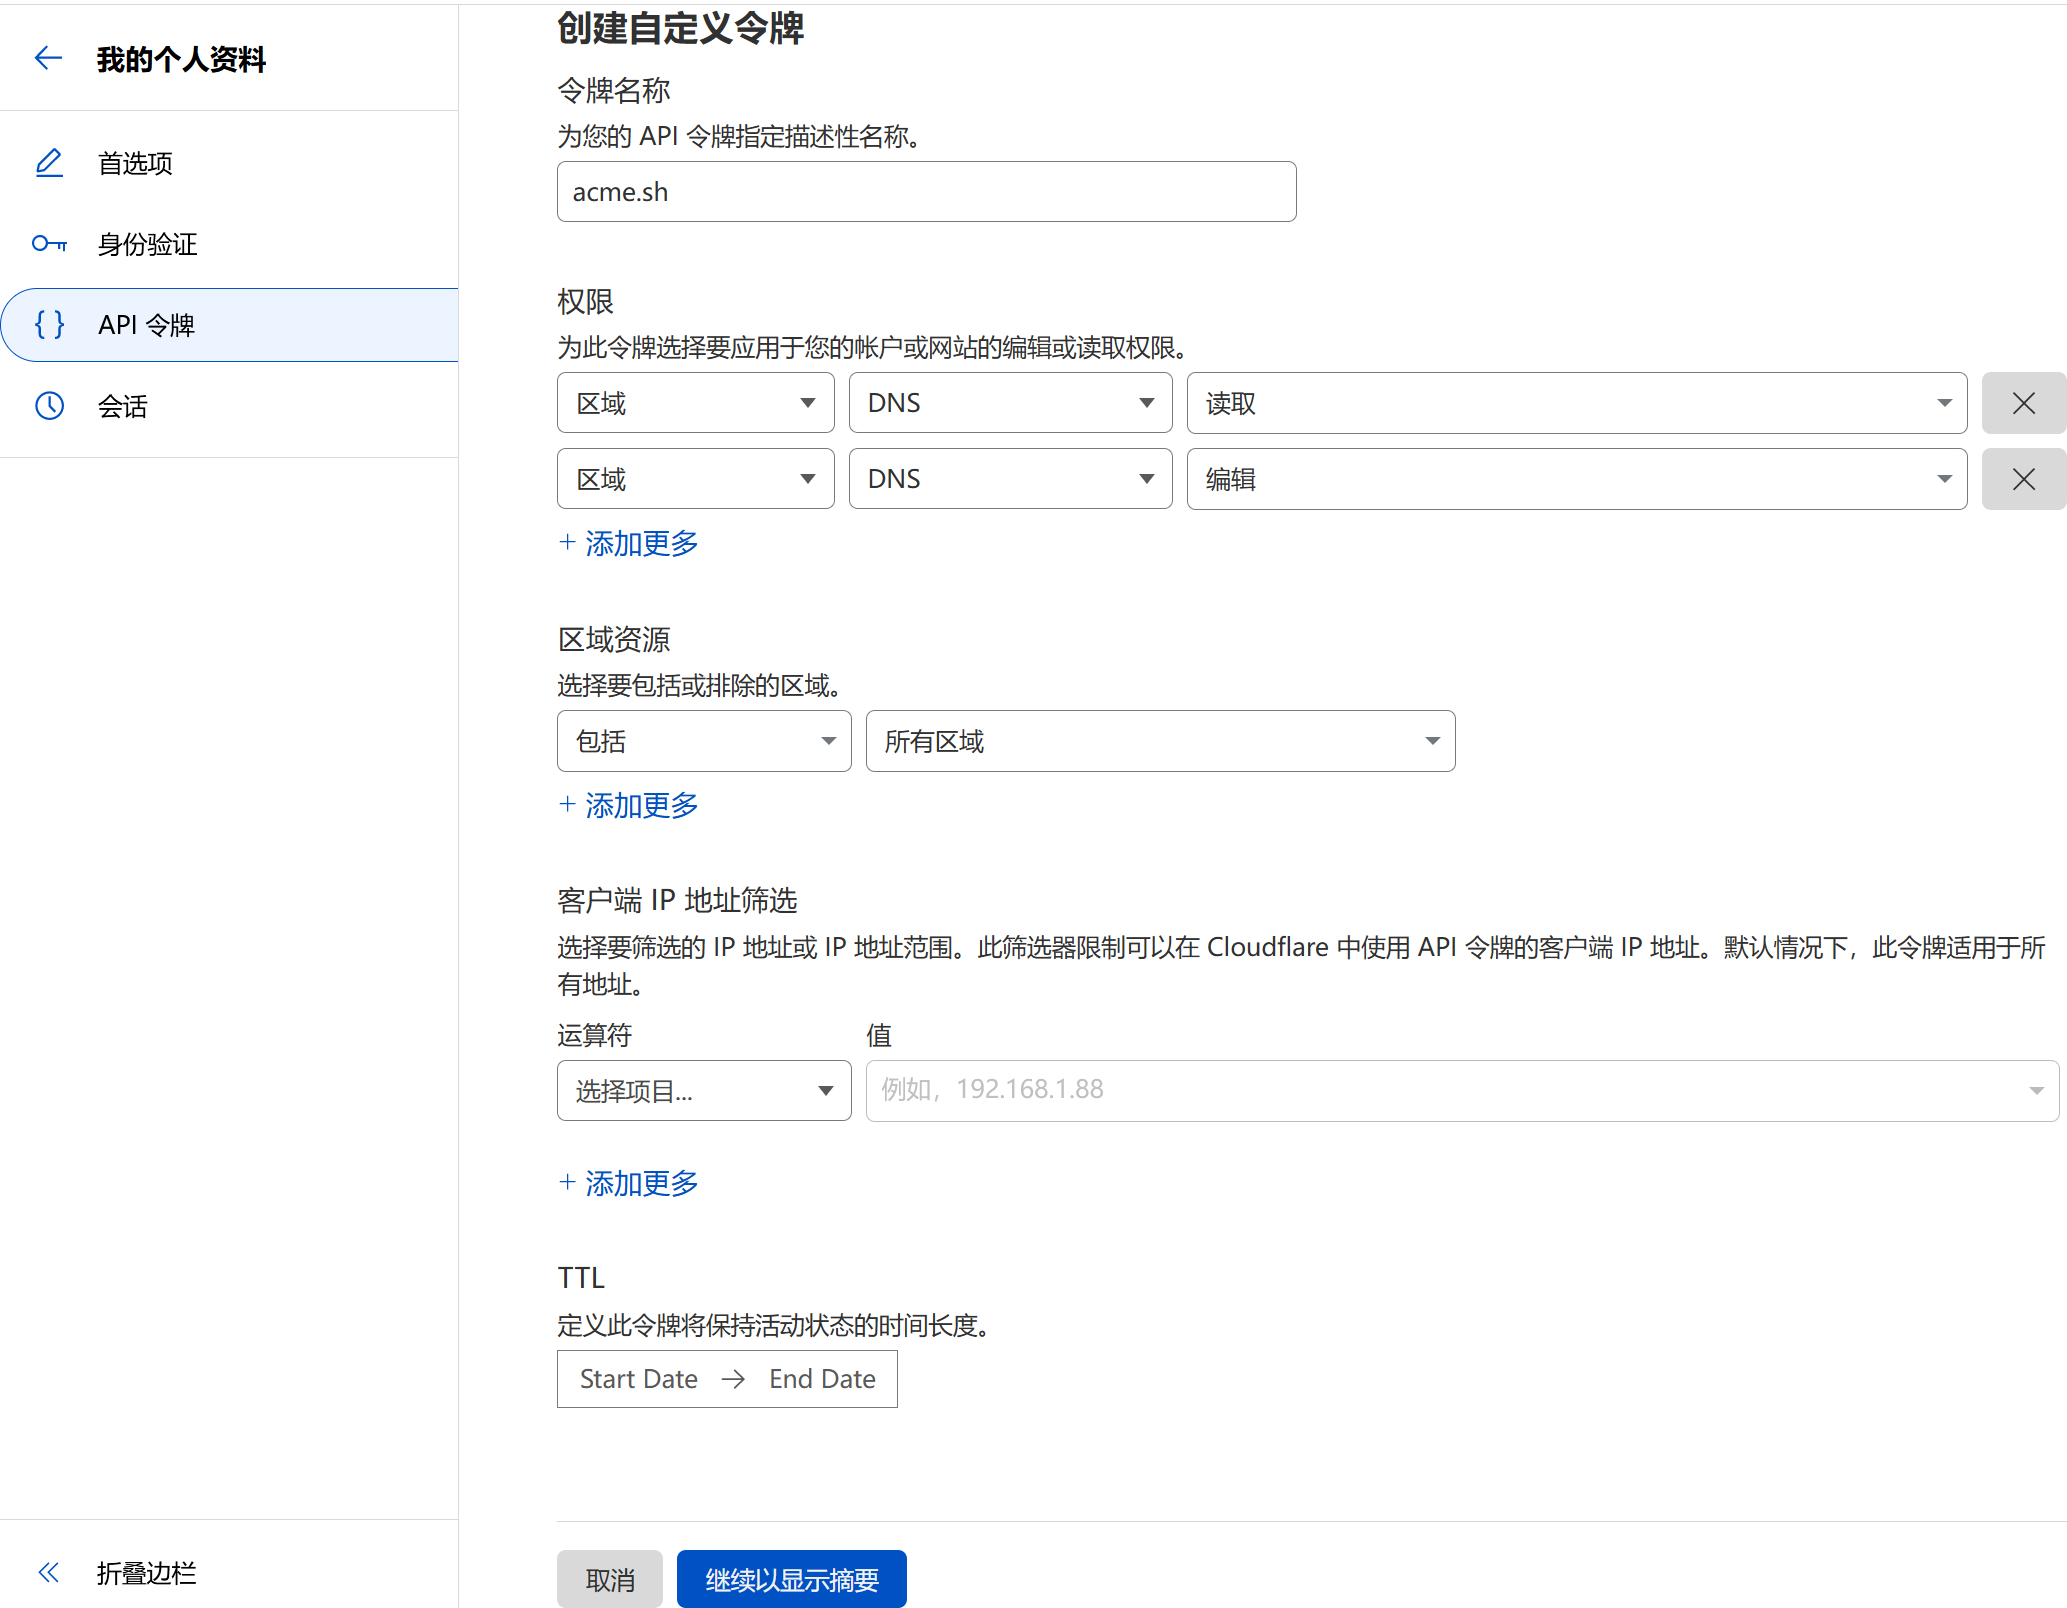 我的个人资料
首选项
身份验证
API 令牌
会话
折叠边栏
创建自定义令牌
令牌名称
为您的 API 令牌指定描述性名称。
acme.sh
权限
为此令牌选择要应用于您的帐户或网站的编辑或读取权限。
区域 DNS 读取
区域 DNS 编辑
+ 添加更多
区域资源
选择要包括或排除的区域。
包括 所有区域
+ 添加更多
客户端 IP 地址筛选
选择要筛选的 IP 地址或 IP 地址范围。此筛选器限制可以在 Cloudflare 中使用 API 令牌的客户端 IP 地址。默认情况下，此令牌适用于所
有地址。
运算符 值
选择项目... 例如，192.168.1.88
+ 添加更多
TTL
定义此令牌将保持活动状态的时间长度。
Start Date → End Date
取消 继续以显示摘要